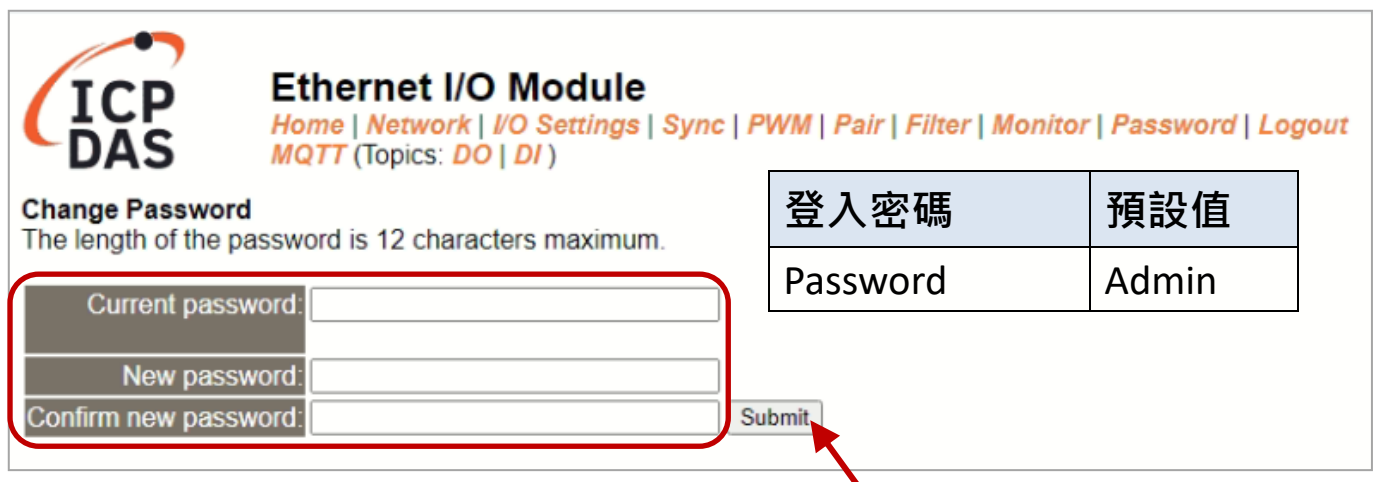 ICP
DAS
Ethernet I/O Module
Home | Network | I/O Settings | Sync | PWM | Pair | Filter | Monitor | Password | Logout
MQTT (Topics: DO | DI )
Change Password
The length of the password is 12 characters maximum.
登入密碼 預設值
Password Admin
Current password:
New password:
Confirm new password: Submit